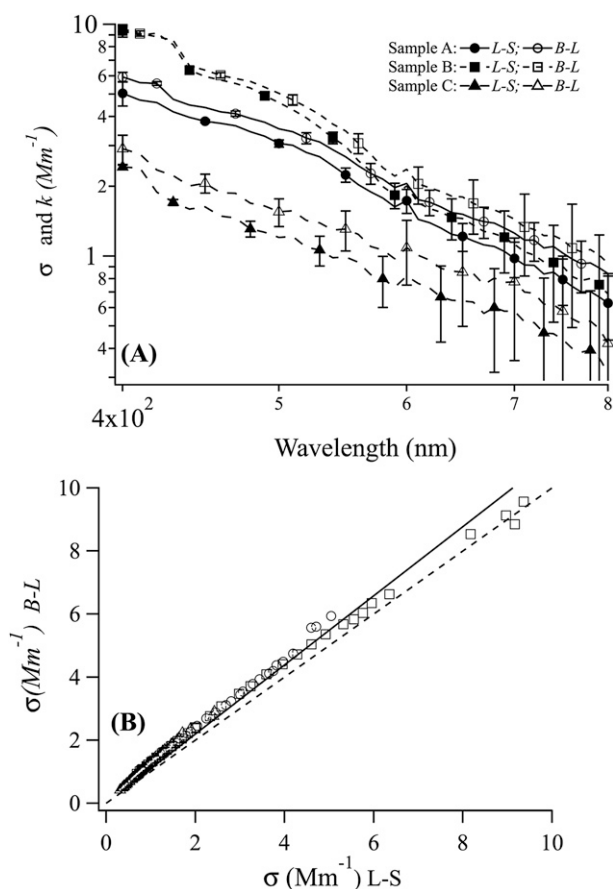 10
8
6
4
2
1
8
6
4
σ and k (Mm⁻¹)
Sample A: ● L-S; ○ B-L
Sample B: ■ L-S; □ B-L
Sample C: ▲ L-S; △ B-L
(A)
4x10²
5
6
7
8
Wavelength (nm)
10
8
6
4
2
0
σ(Mm⁻¹) B-L
(B)
0
2
4
6
8
10
σ (Mm⁻¹) L-S